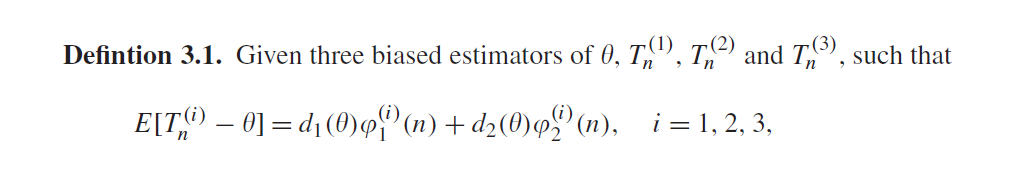 Defintion 3.1. Given three biased estimators of θ, T_n^{(1)}, T_n^{(2)} and T_n^{(3)}, such that
E[T_n^{(i)} − θ] = d_1(θ)φ_1^{(i)}(n) + d_2(θ)φ_2^{(i)}(n), i = 1, 2, 3,